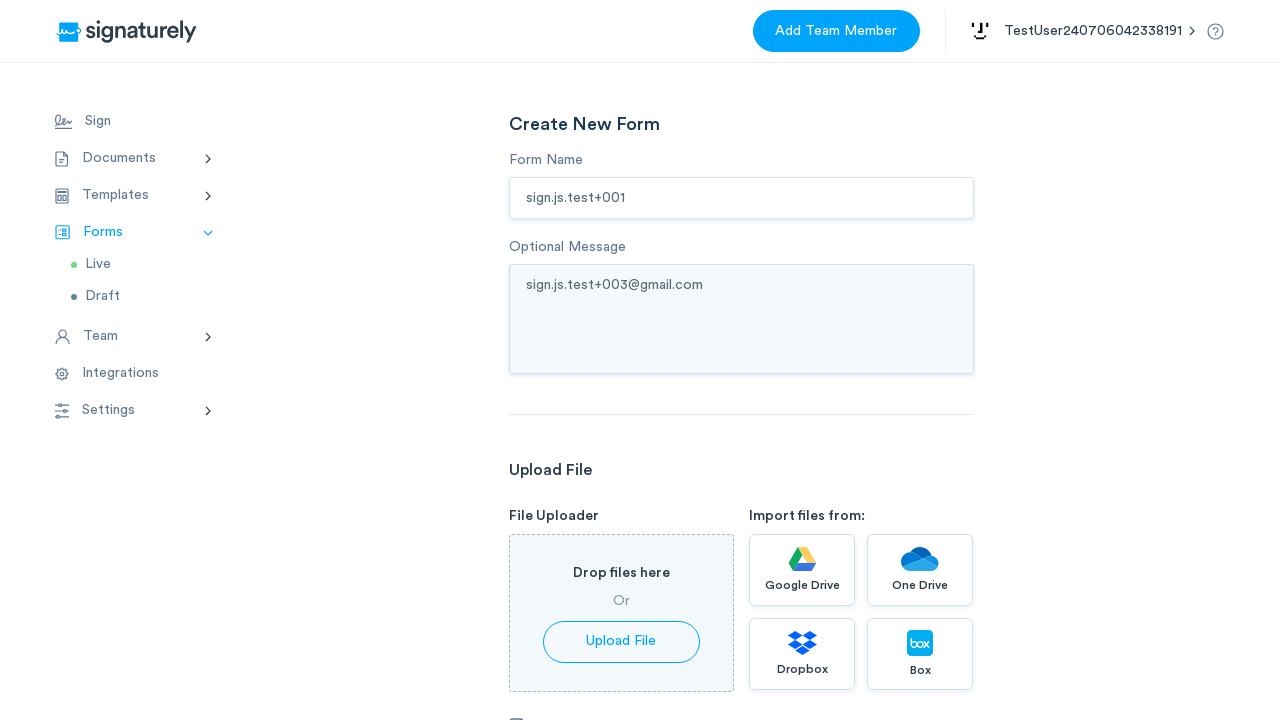 signaturely
Add Team Member
TestUser240706042338191
Sign
Documents
Templates
Forms
Live
Draft
Team
Integrations
Settings
Create New Form
Form Name
sign.js.test+001
Optional Message
sign.js.test+003@gmail.com
Upload File
File Uploader
Drop files here
Or
Upload File
Import files from:
Google Drive
One Drive
Dropbox
box
Box